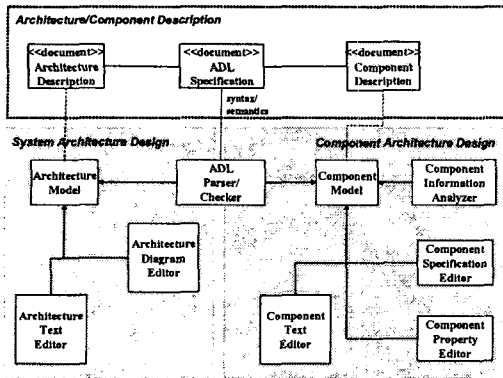 Architecture/Component Description
<<document>>
Architecture
Description
<<document>>
ADL
Specification
<<document>>
Component
Description
syntax/
semantics
System Architecture Design
Component Architecture Design
Architecture
Model
ADL
Parser/
Checker
Component
Model
Component
Information
Analyzer
Architecture
Diagram
Editor
Component
Specification
Editor
Architecture
Text
Editor
Component
Text
Editor
Component
Property
Editor